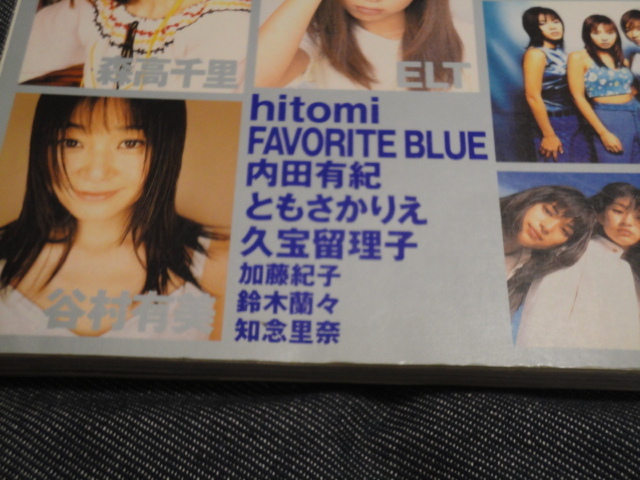 森高千里
ELT
hitomi
FAVORITE BLUE
内田有紀
ともさかりえ
久宝留理子
加藤紀子
鈴木蘭々
知念里奈
谷村有美